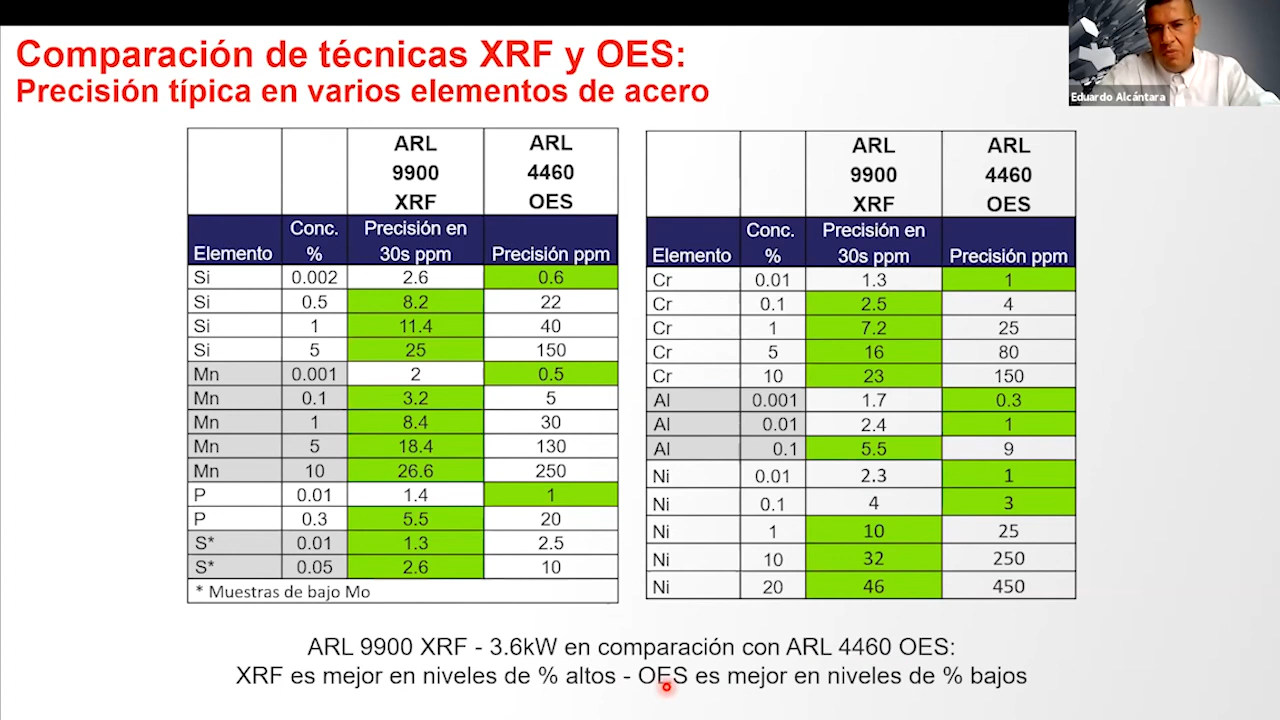 Comparación de técnicas XRF y OES:
Precisión típica en varios elementos de acero
Eduardo Alcántara
ARL 9900 XRF ARL 4460 OES
Elemento Conc. % Precisión en 30s ppm Precisión ppm
Si 0.002 2.6 0.6
Si 0.5 8.2 22
Si 1 11.4 40
Si 5 25 150
Mn 0.001 2 0.5
Mn 0.1 3.2 5
Mn 1 8.4 30
Mn 5 18.4 130
Mn 10 26.6 250
P 0.01 1.4 1
P 0.3 5.5 20
S* 0.01 1.3 2.5
S* 0.05 2.6 10
* Muestras de bajo Mo
ARL 9900 XRF ARL 4460 OES
Elemento Conc. % Precisión en 30s ppm Precisión ppm
Cr 0.01 1.3 1
Cr 0.1 2.5 4
Cr 1 7.2 25
Cr 5 16 80
Cr 10 23 150
Al 0.001 1.7 0.3
Al 0.01 2.4 1
Al 0.1 5.5 9
Ni 0.01 2.3 1
Ni 0.1 4 3
Ni 1 10 25
Ni 10 32 250
Ni 20 46 450
ARL 9900 XRF - 3.6kW en comparación con ARL 4460 OES:
XRF es mejor en niveles de % altos - OES es mejor en niveles de % bajos